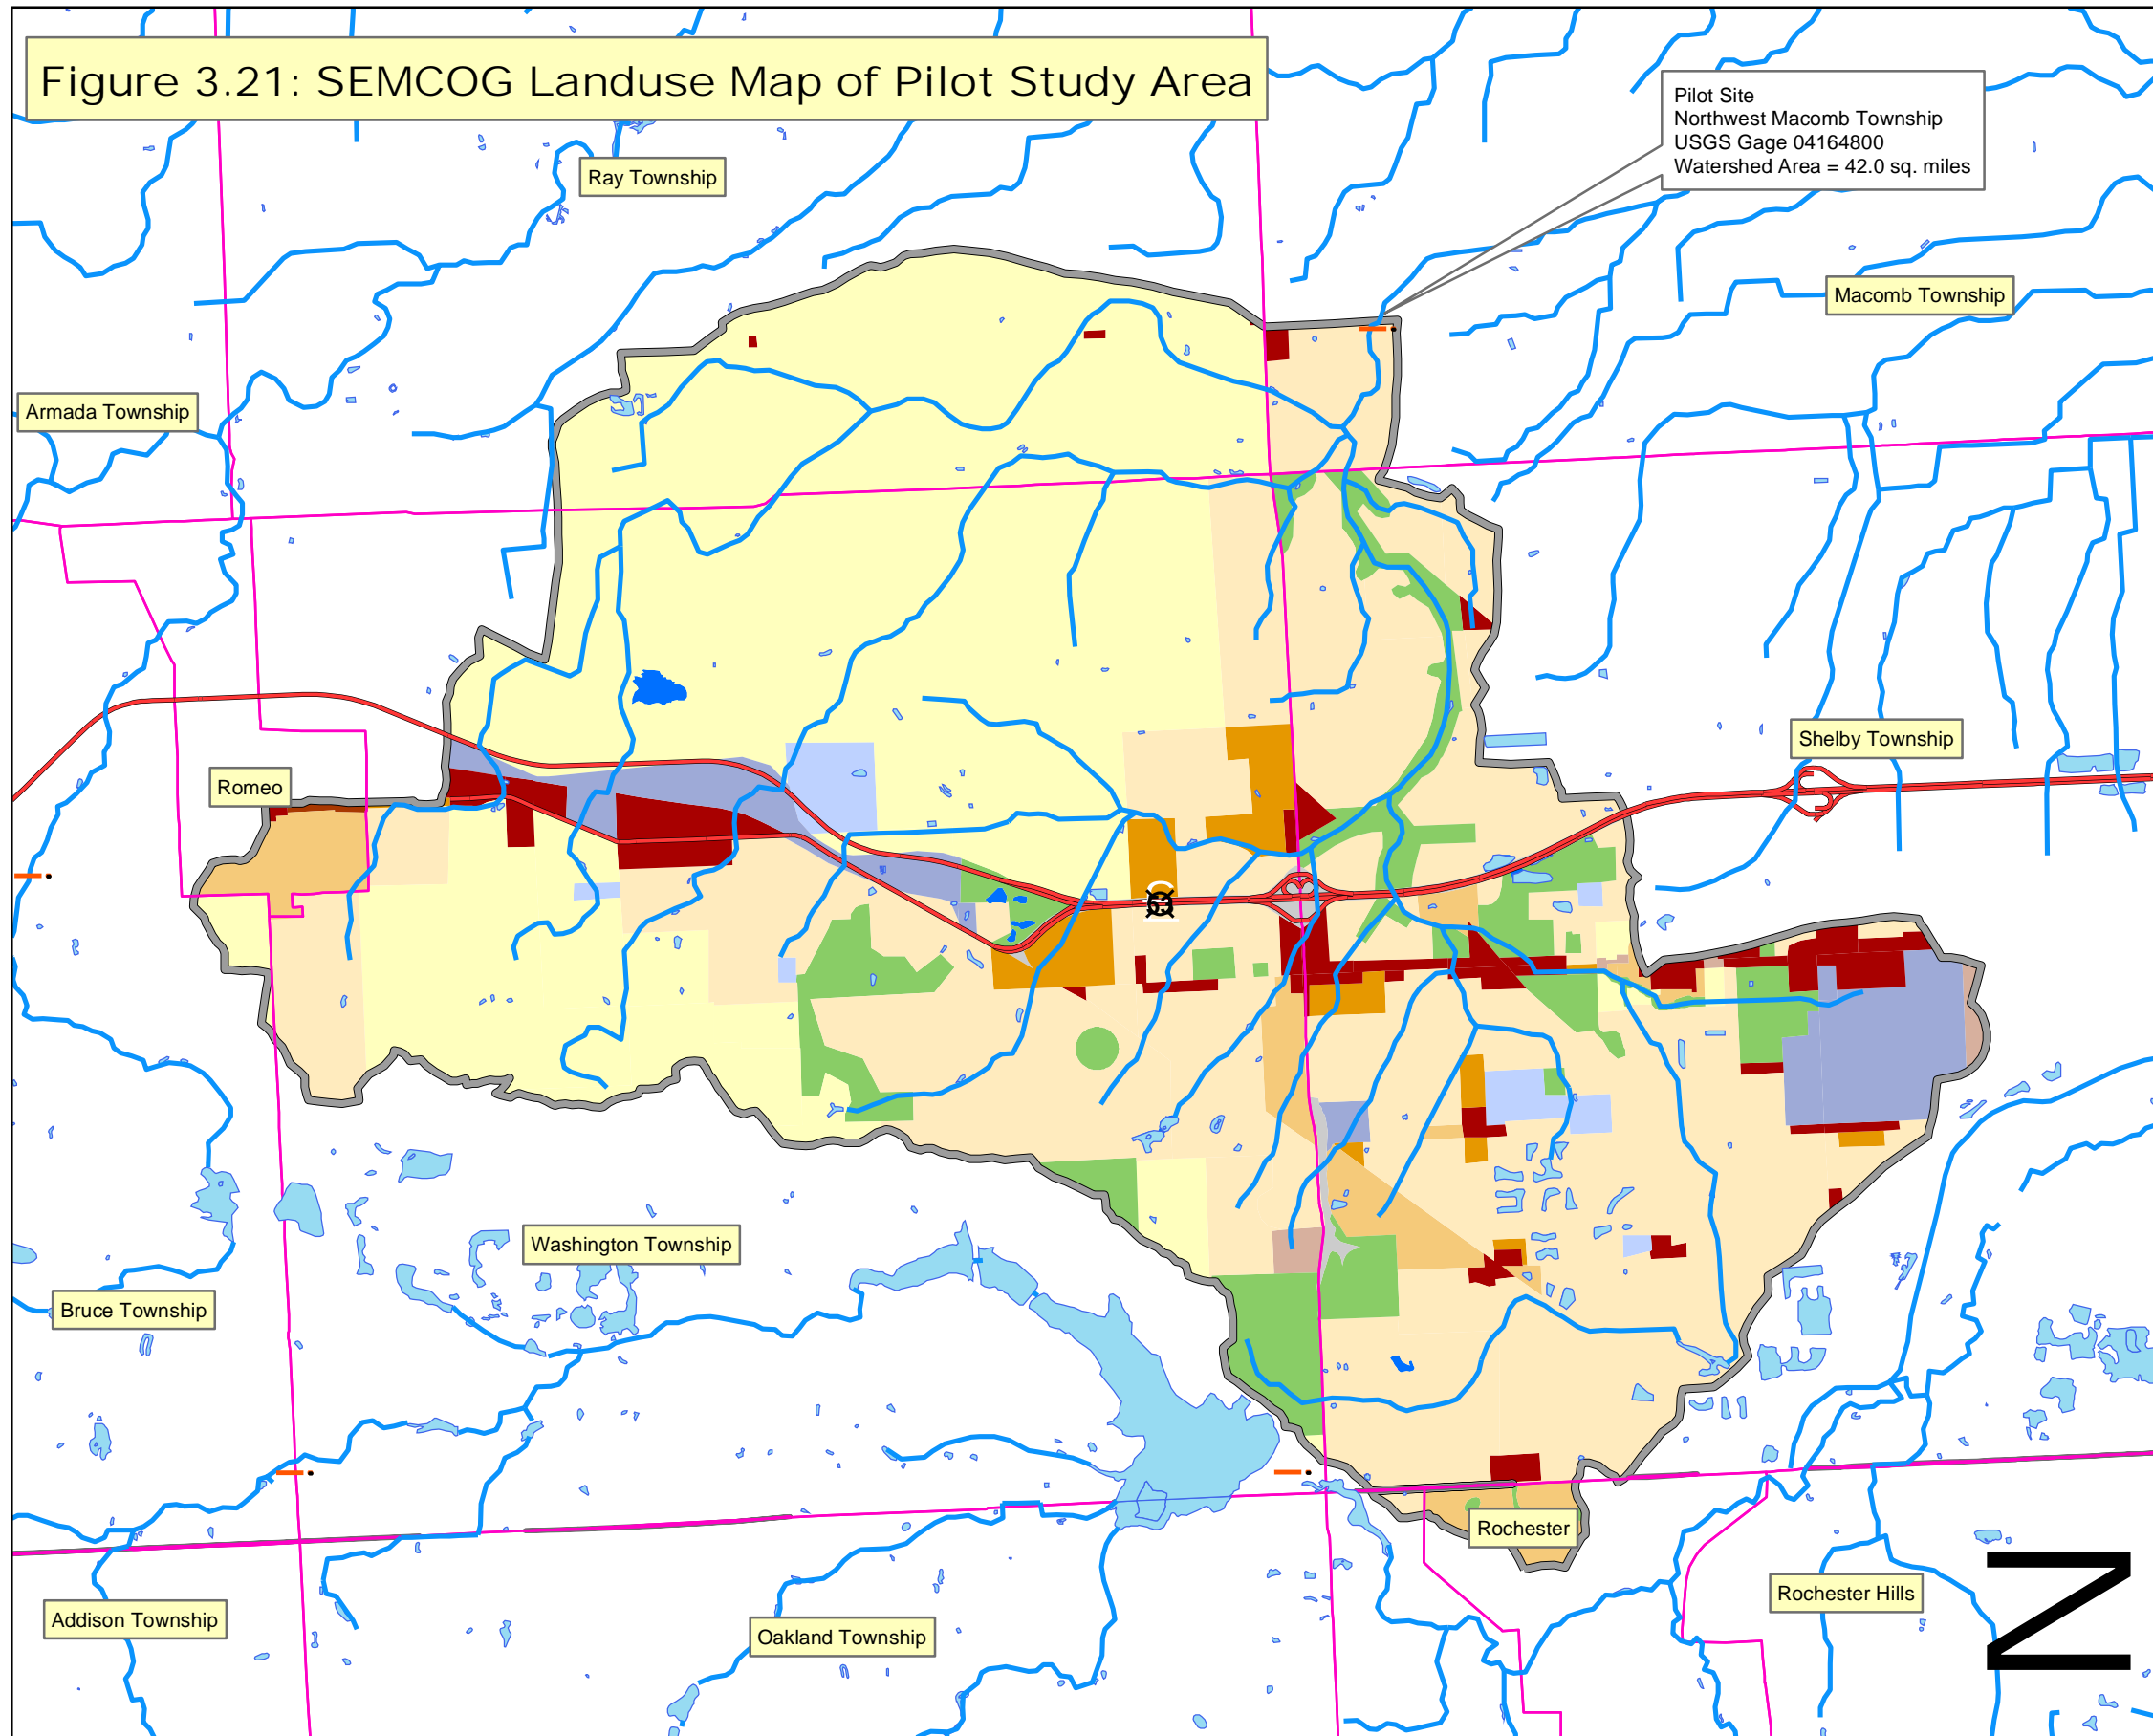 Figure 3.21: SEMCOG Landuse Map of Pilot Study Area
Pilot Site
Northwest Macomb Township
USGS Gage 04164800
Watershed Area = 42.0 sq. miles
Ray Township
Macomb Township
Armada Township
Shelby Township
Romeo
Washington Township
Bruce Township
Rochester
Rochester Hills
Addison Township
Oakland Township
N